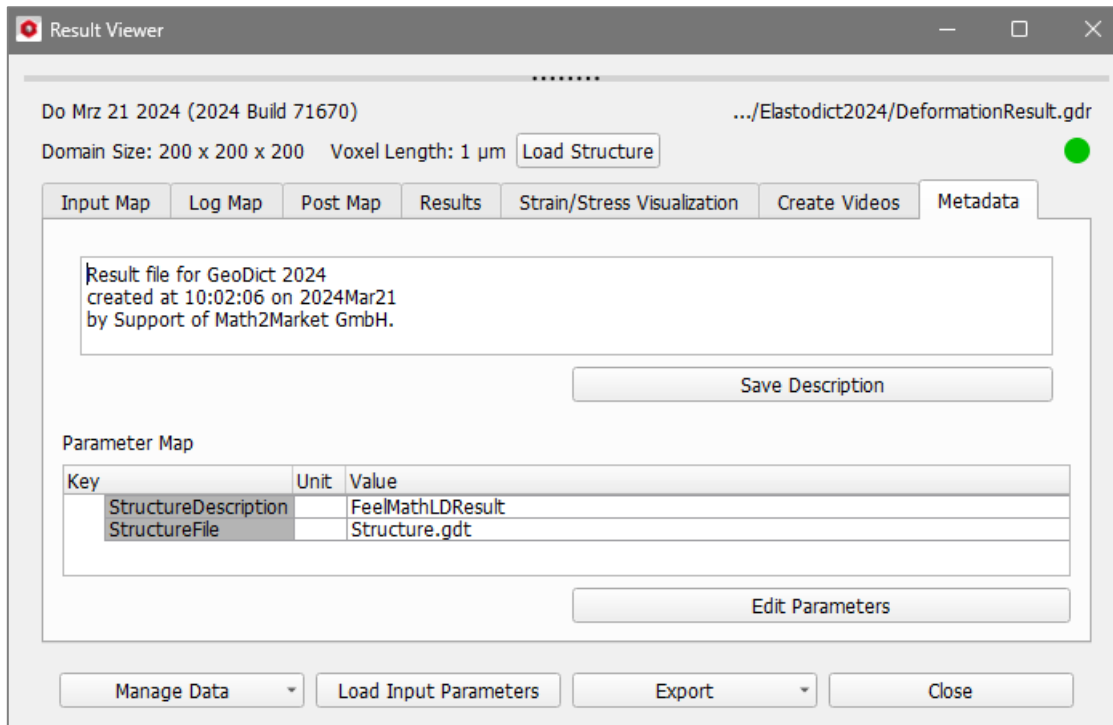 Result Viewer
Do Mrz 21 2024 (2024 Build 71670) .../Elastodict2024/DeformationResult.gdr
Domain Size: 200 x 200 x 200 Voxel Length: 1 µm Load Structure
Input Map Log Map Post Map Results Strain/Stress Visualization Create Videos Metadata
Result file for GeoDict 2024
created at 10:02:06 on 2024Mar21
by Support of Math2Market GmbH.
Save Description
Parameter Map
Key Unit Value
StructureDescription FeelMathLDResult
StructureFile Structure.gdt
Edit Parameters
Manage Data Load Input Parameters Export Close